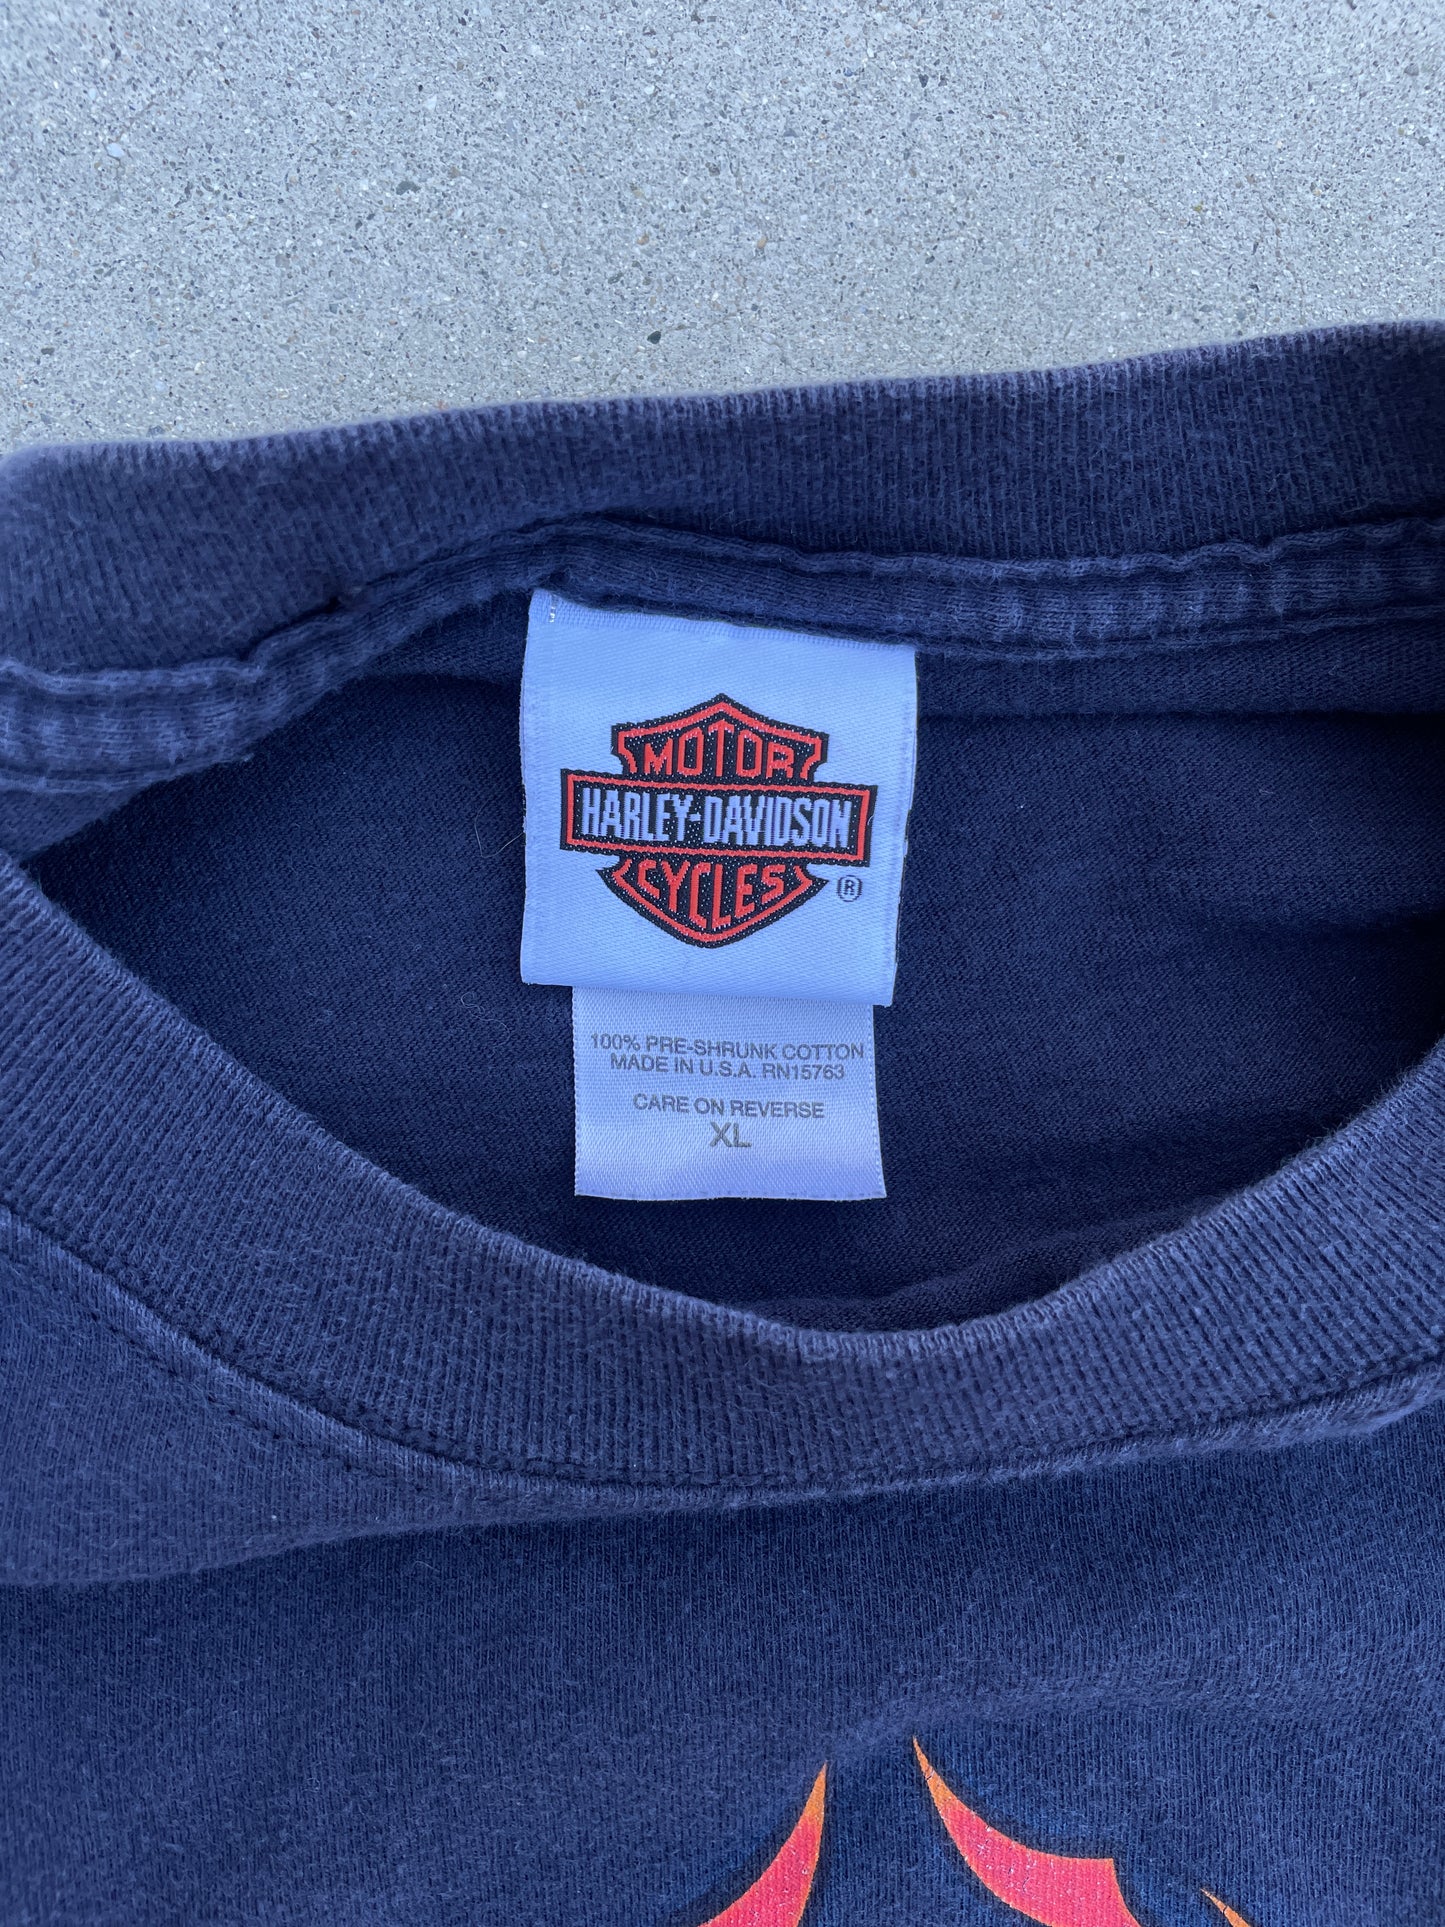 MOTOR
HARLEY-DAVIDSON
CYCLES ®
100% PRE-SHRUNK COTTON
MADE IN U.S.A. RN15763
CARE ON REVERSE
XL